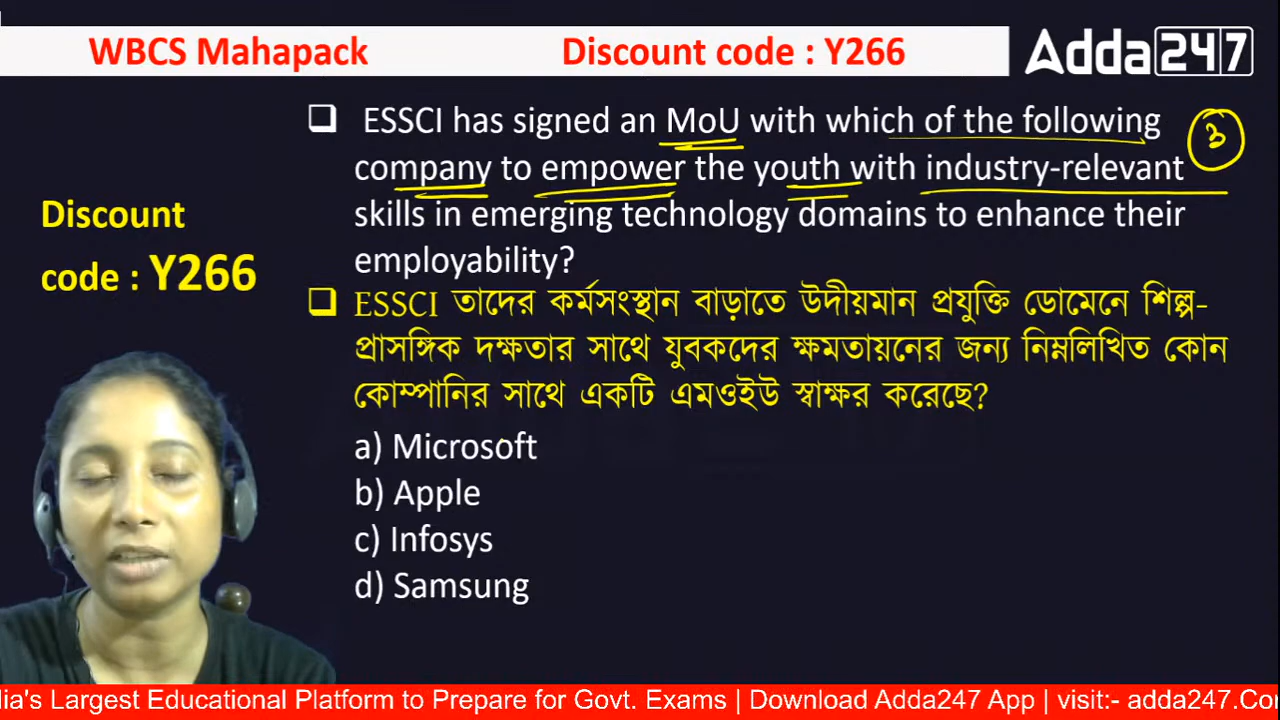 WBCS Mahapack Discount code : Y266 Adda247
ESSCI has signed an MoU with which of the following
3
company to empower the youth with industry-relevant
skills in emerging technology domains to enhance their
employability?
Discount
code : Y266
ESSCI তাদের কর্মসংস্থান বাড়াতে উদীয়মান প্রযুক্তি ডোমেনে শিল্প-
প্রাসঙ্গিক দক্ষতার সাথে যুবকদের ক্ষমতায়নের জন্য নিম্নলিখিত কোন
কোম্পানির সাথে একটি এমওইউ স্বাক্ষর করেছে?
a) Microsoft
b) Apple
c) Infosys
d) Samsung
dia's Largest Educational Platform to Prepare for Govt. Exams | Download Adda247 App | visit:- adda247.Co